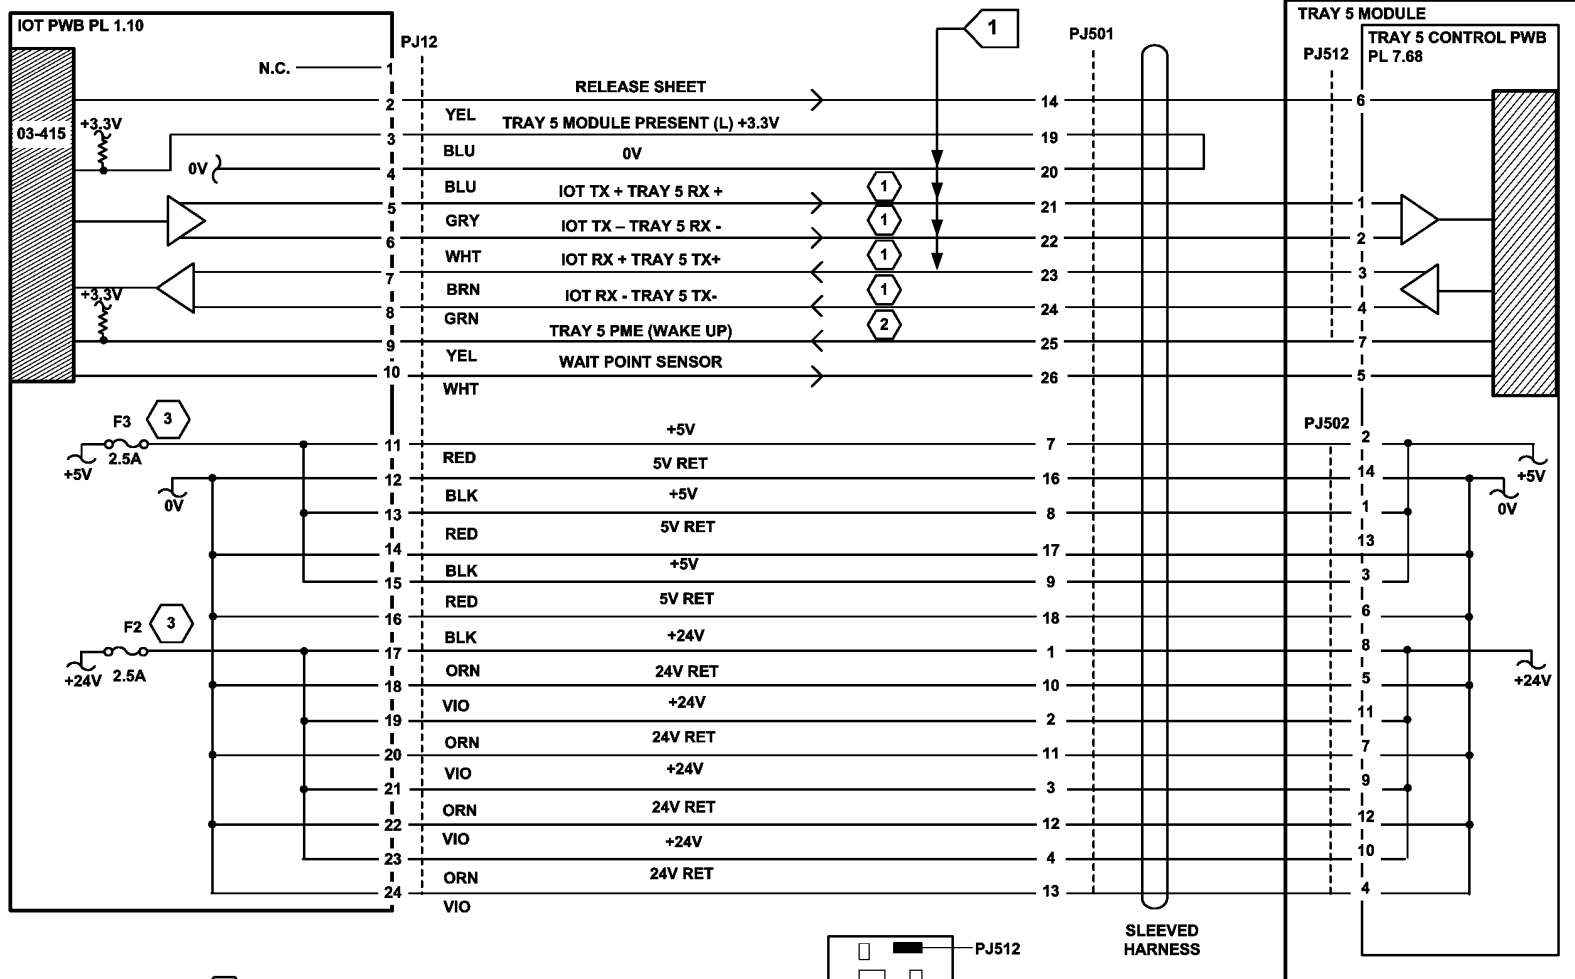 IOT PWB PL 1.10
PJ12
1
PJ501
TRAY 5 MODULE
TRAY 5 CONTROL PWB
PL 7.68
PJ512
N.C. 1
RELEASE SHEET
2 14 6
YEL
03-415
+3.3V
TRAY 5 MODULE PRESENT (L) +3.3V
3 19
BLU
0V
0V
4 20
BLU
IOT TX + TRAY 5 RX +
1
5 21 1
GRY
IOT TX – TRAY 5 RX -
1
6 22 2
WHT
IOT RX + TRAY 5 TX+
1
7 23 3
BRN
IOT RX - TRAY 5 TX-
1
+3.3V
8 24 4
GRN
TRAY 5 PME (WAKE UP)
2
9 25 7
YEL
WAIT POINT SENSOR
10 26 5
WHT
F3
3
2.5A
+5V
PJ502
+5V
11 7 2
RED
5V RET
+5V
0V
12 16 14
BLK
+5V
0V
13 8 1
RED
5V RET
14 17 13
BLK
+5V
15 9 3
RED
5V RET
16 18 6
BLK
F2
3
2.5A
+24V
+24V
17 1 8
ORN
24V RET
+24V
18 10 5
VIO
+24V
19 2 11
ORN
24V RET
20 11 7
VIO
+24V
21 3 9
ORN
24V RET
22 12 12
VIO
+24V
23 4 10
ORN
24V RET
24 13 4
VIO
SLEEVED
HARNESS
PJ512